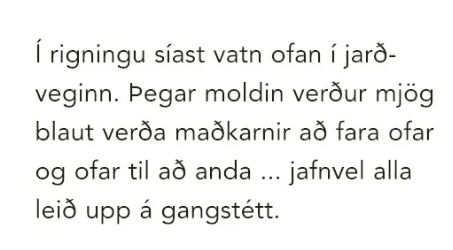 Í rigningu síast vatn ofan í jarð-
veginn. Þegar moldin verður mjög
blaut verða maðkarnir að fara ofar
og ofar til að anda ... jafnvel alla
leið upp á gangstétt.